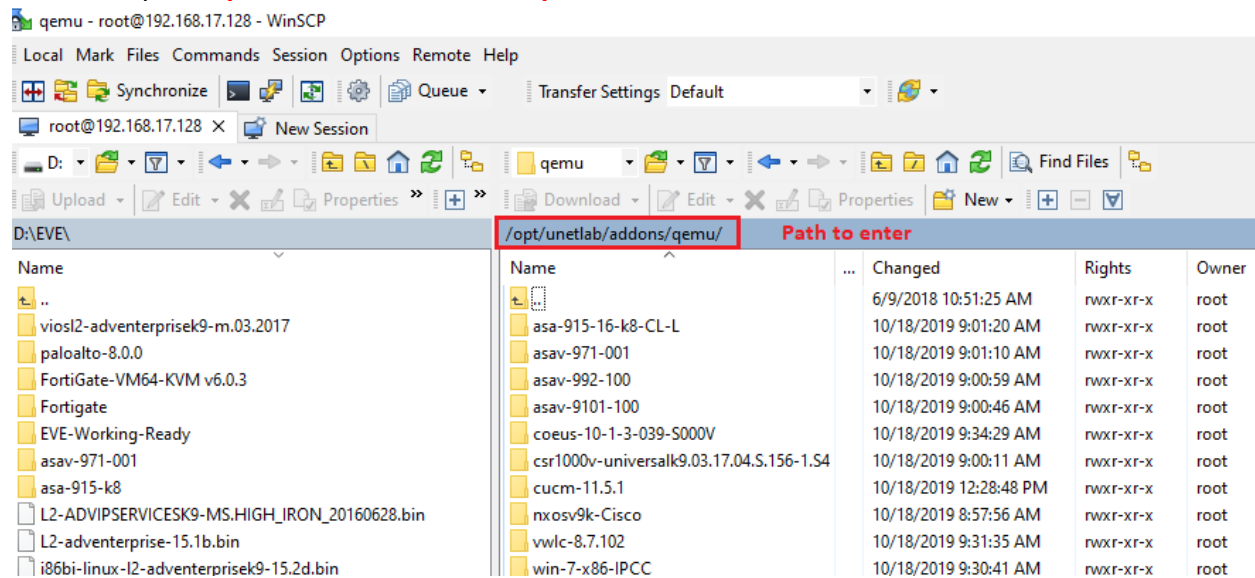 qemu - root@192.168.17.128 - WinSCP
Local Mark Files Commands Session Options Remote Help
Synchronize Queue Transfer Settings Default
root@192.168.17.128 × New Session
D: qemu Find Files
Upload Edit Properties » » Download Edit Properties New
D:\EVE\ /opt/unetlab/addons/qemu/ Path to enter
Name Name ... Changed Rights Owner
.. .. 6/9/2018 10:51:25 AM rwxr-xr-x root
viosl2-adventerprisek9-m.03.2017 asa-915-16-k8-CL-L 10/18/2019 9:01:20 AM rwxr-xr-x root
paloalto-8.0.0 asav-971-001 10/18/2019 9:01:10 AM rwxr-xr-x root
FortiGate-VM64-KVM v6.0.3 asav-992-100 10/18/2019 9:00:59 AM rwxr-xr-x root
Fortigate asav-9101-100 10/18/2019 9:00:46 AM rwxr-xr-x root
EVE-Working-Ready coeus-10-1-3-039-S000V 10/18/2019 9:34:29 AM rwxr-xr-x root
asav-971-001 csr1000v-universalk9.03.17.04.S.156-1.S4 10/18/2019 9:00:11 AM rwxr-xr-x root
asa-915-k8 cucm-11.5.1 10/18/2019 12:28:48 PM rwxr-xr-x root
L2-ADVIPSERVICESK9-MS.HIGH_IRON_20160628.bin nxosv9k-Cisco 10/18/2019 8:57:56 AM rwxr-xr-x root
L2-adventerprise-15.1b.bin vwlc-8.7.102 10/18/2019 9:31:35 AM rwxr-xr-x root
i86bi-linux-l2-adventerprisek9-15.2d.bin win-7-x86-IPCC 10/18/2019 9:30:41 AM rwxr-xr-x root